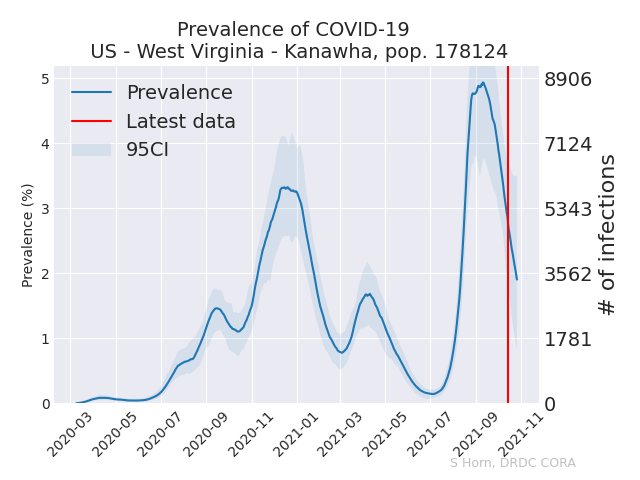 Prevalence of COVID-19
US - West Virginia - Kanawha, pop. 178124
Prevalence
Latest data
95CI
Prevalence (%)
5
4
3
2
1
0
8906
7124
5343
3562
1781
0
# of infections
2020-03
2020-05
2020-07
2020-09
2020-11
2021-01
2021-03
2021-05
2021-07
2021-09
2021-11
S Horn, DRDC CORA